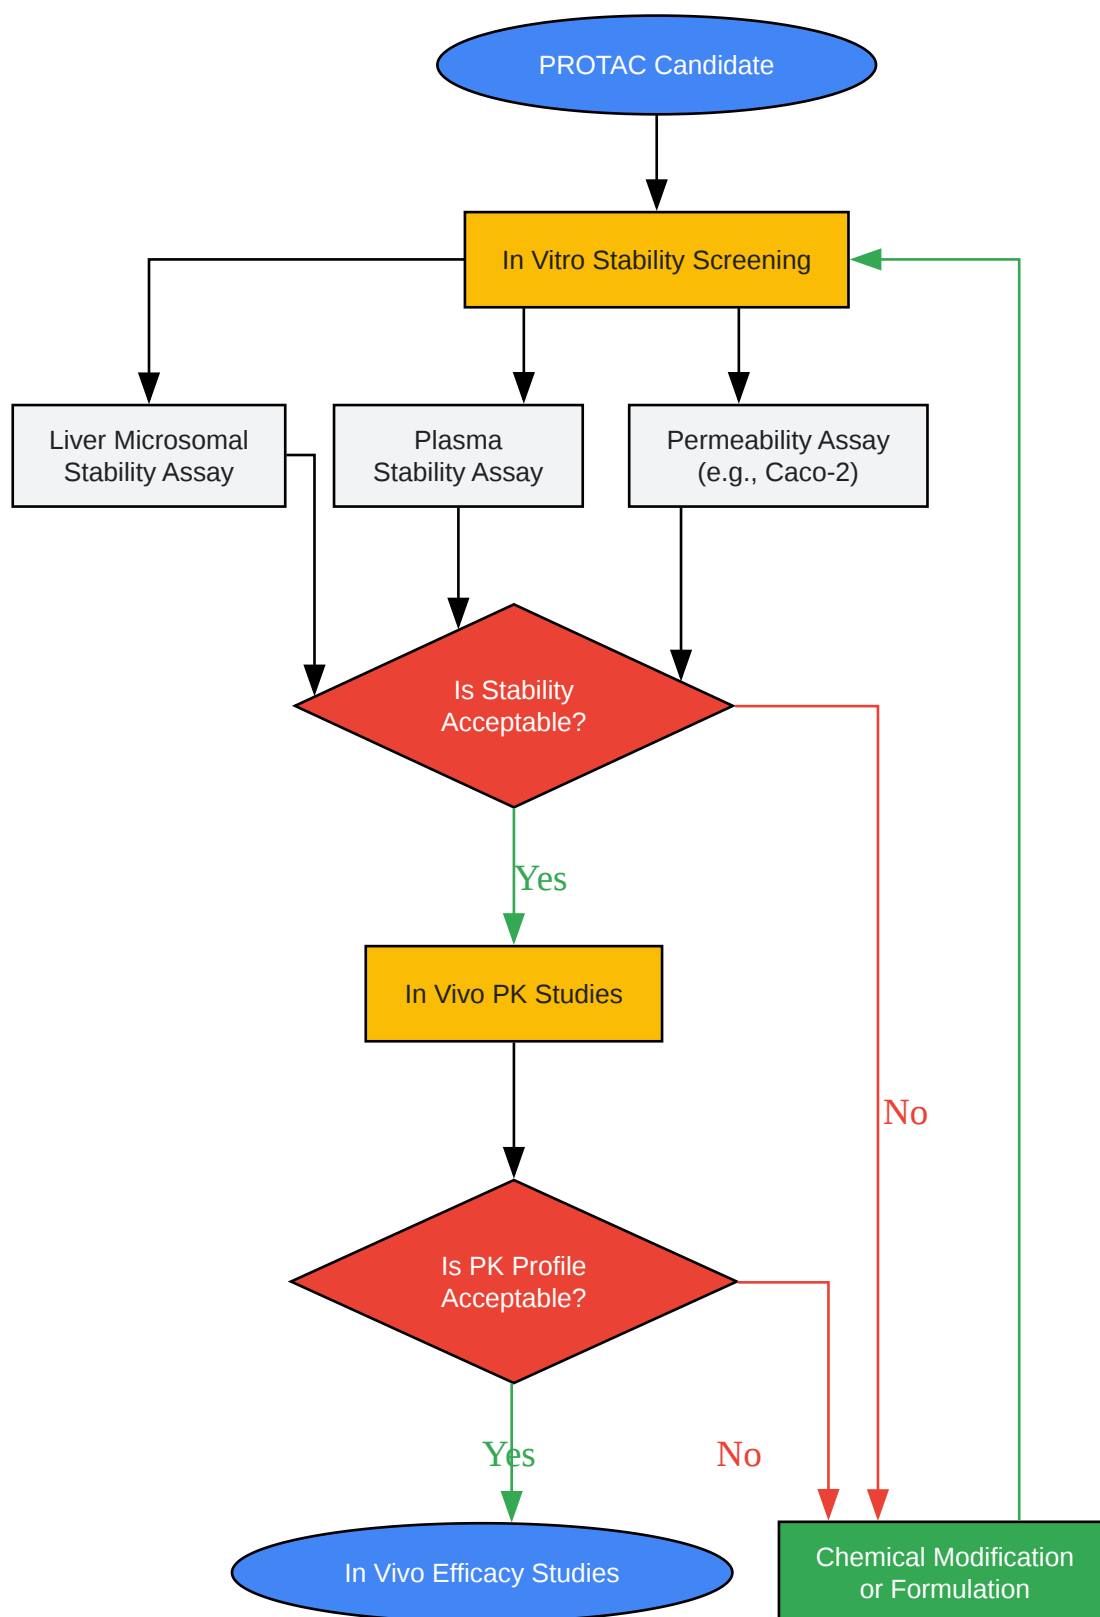 PROTAC Candidate
In Vitro Stability Screening
Liver Microsomal
Stability Assay
Plasma
Stability Assay
Permeability Assay
(e.g., Caco-2)
Is Stability
Acceptable?
Yes
In Vivo PK Studies
No
Is PK Profile
Acceptable?
Yes
No
In Vivo Efficacy Studies
Chemical Modification
or Formulation